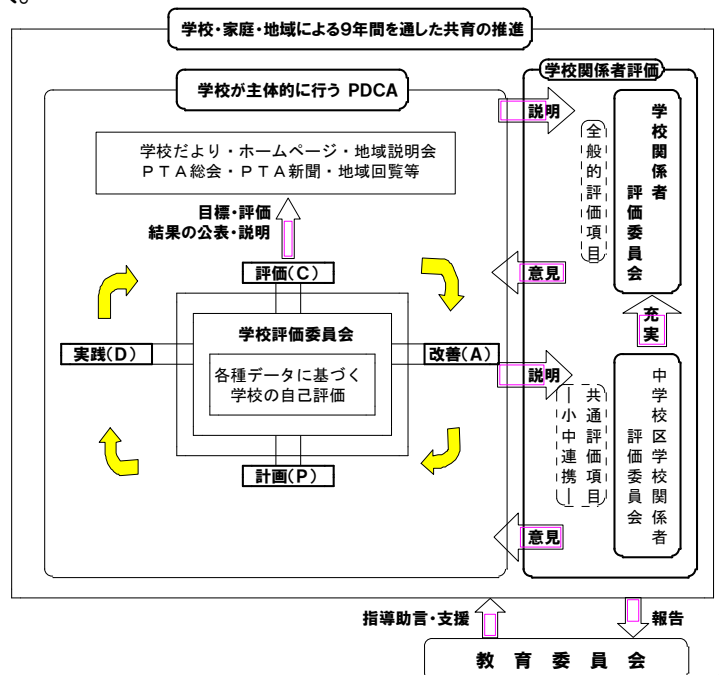 学校・家庭・地域による9年間を通した共育の推進
学校が主体的に行う PDCA
学校だより・ホームページ・地域説明会
ＰＴＡ総会・ＰＴＡ新聞・地域回覧等
目標・評価
結果の公表・説明
評価(C)
実践(D)
学校評価委員会
各種データに基づく
学校の自己評価
改善(A)
計画(P)
学校関係者評価
説明
全般的評価項目
学校関係者
評価委員会
意見
充実
説明
共通評価項目
｜小中連携｜
中学校区学校関係者
評価委員会
意見
指導助言・支援
報告
教育委員会